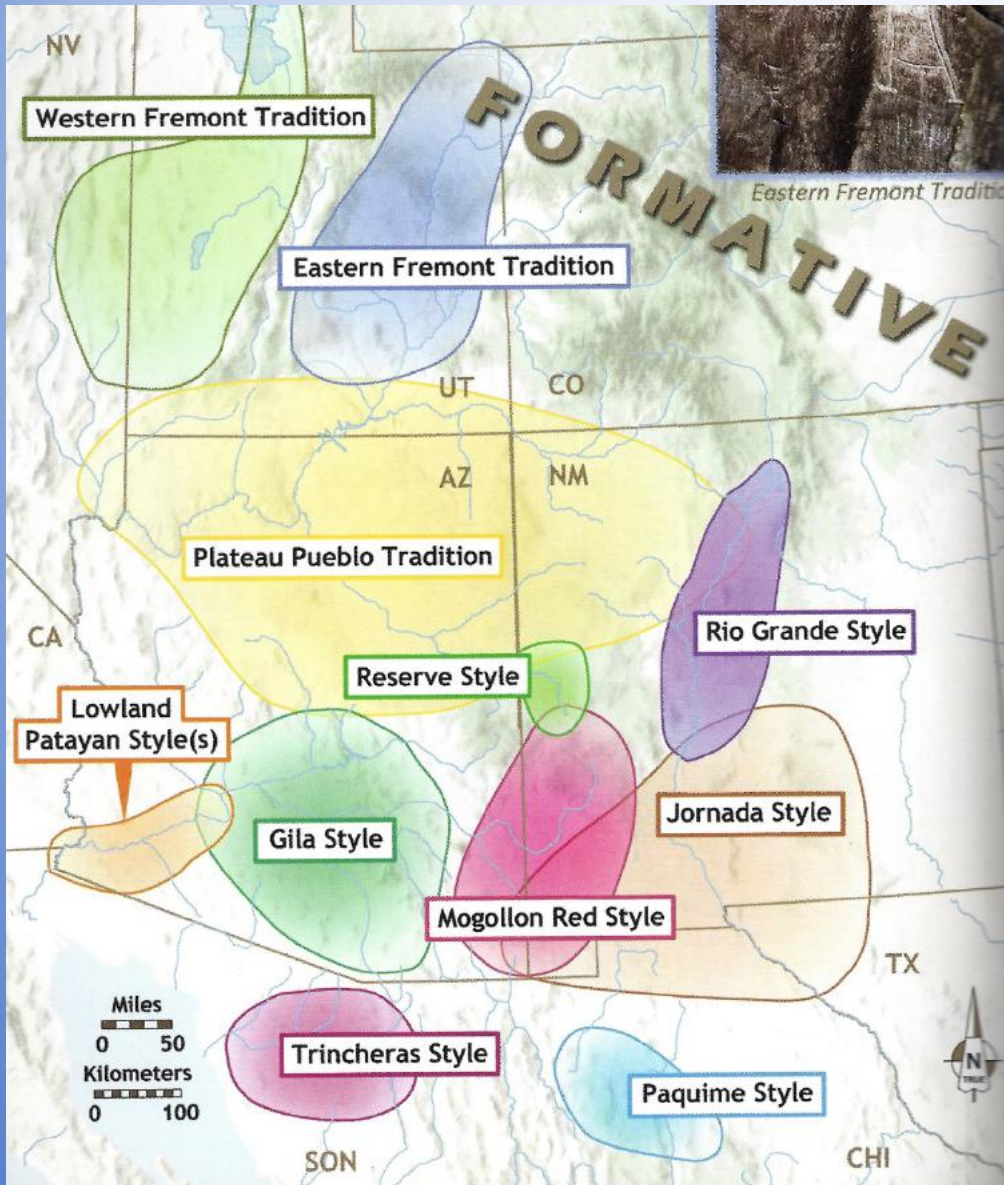 NV
Western Fremont Tradition
FORMATIVE
Eastern Fremont Traditio
Eastern Fremont Tradition
UT
CO
AZ
NM
Plateau Pueblo Tradition
CA
Rio Grande Style
Reserve Style
Lowland
Patayan Style(s)
Jornada Style
Gila Style
Mogollon Red Style
TX
Miles
0 50
Kilometers
0 100
Trincheras Style
N
TRUE
Paquime Style
SON
CHI